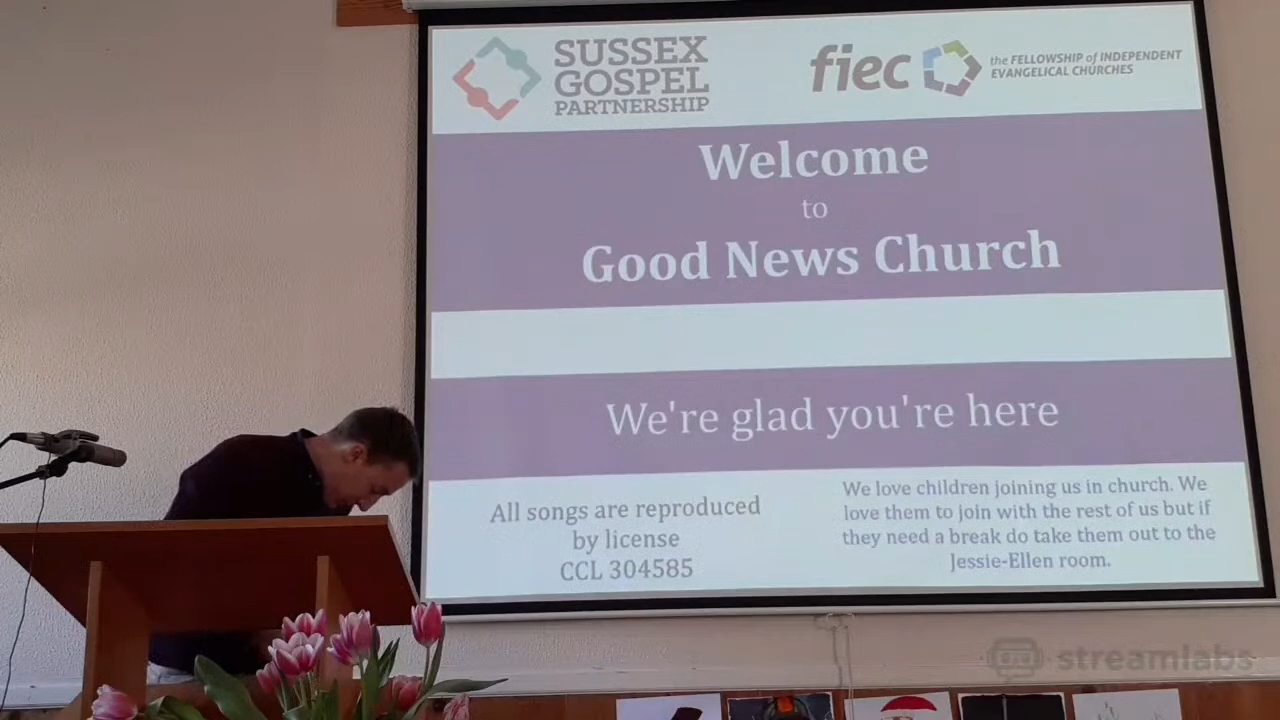 SUSSEX
GOSPEL
PARTNERSHIP
fiec
the FELLOWSHIP of INDEPENDENT
EVANGELICAL CHURCHES
Welcome
to
Good News Church
We're glad you're here
All songs are reproduced
by license
CCL 304585
We love children joining us in church. We
love them to join with the rest of us but if
they need a break do take them out to the
Jessie-Ellen room.
streamlabs